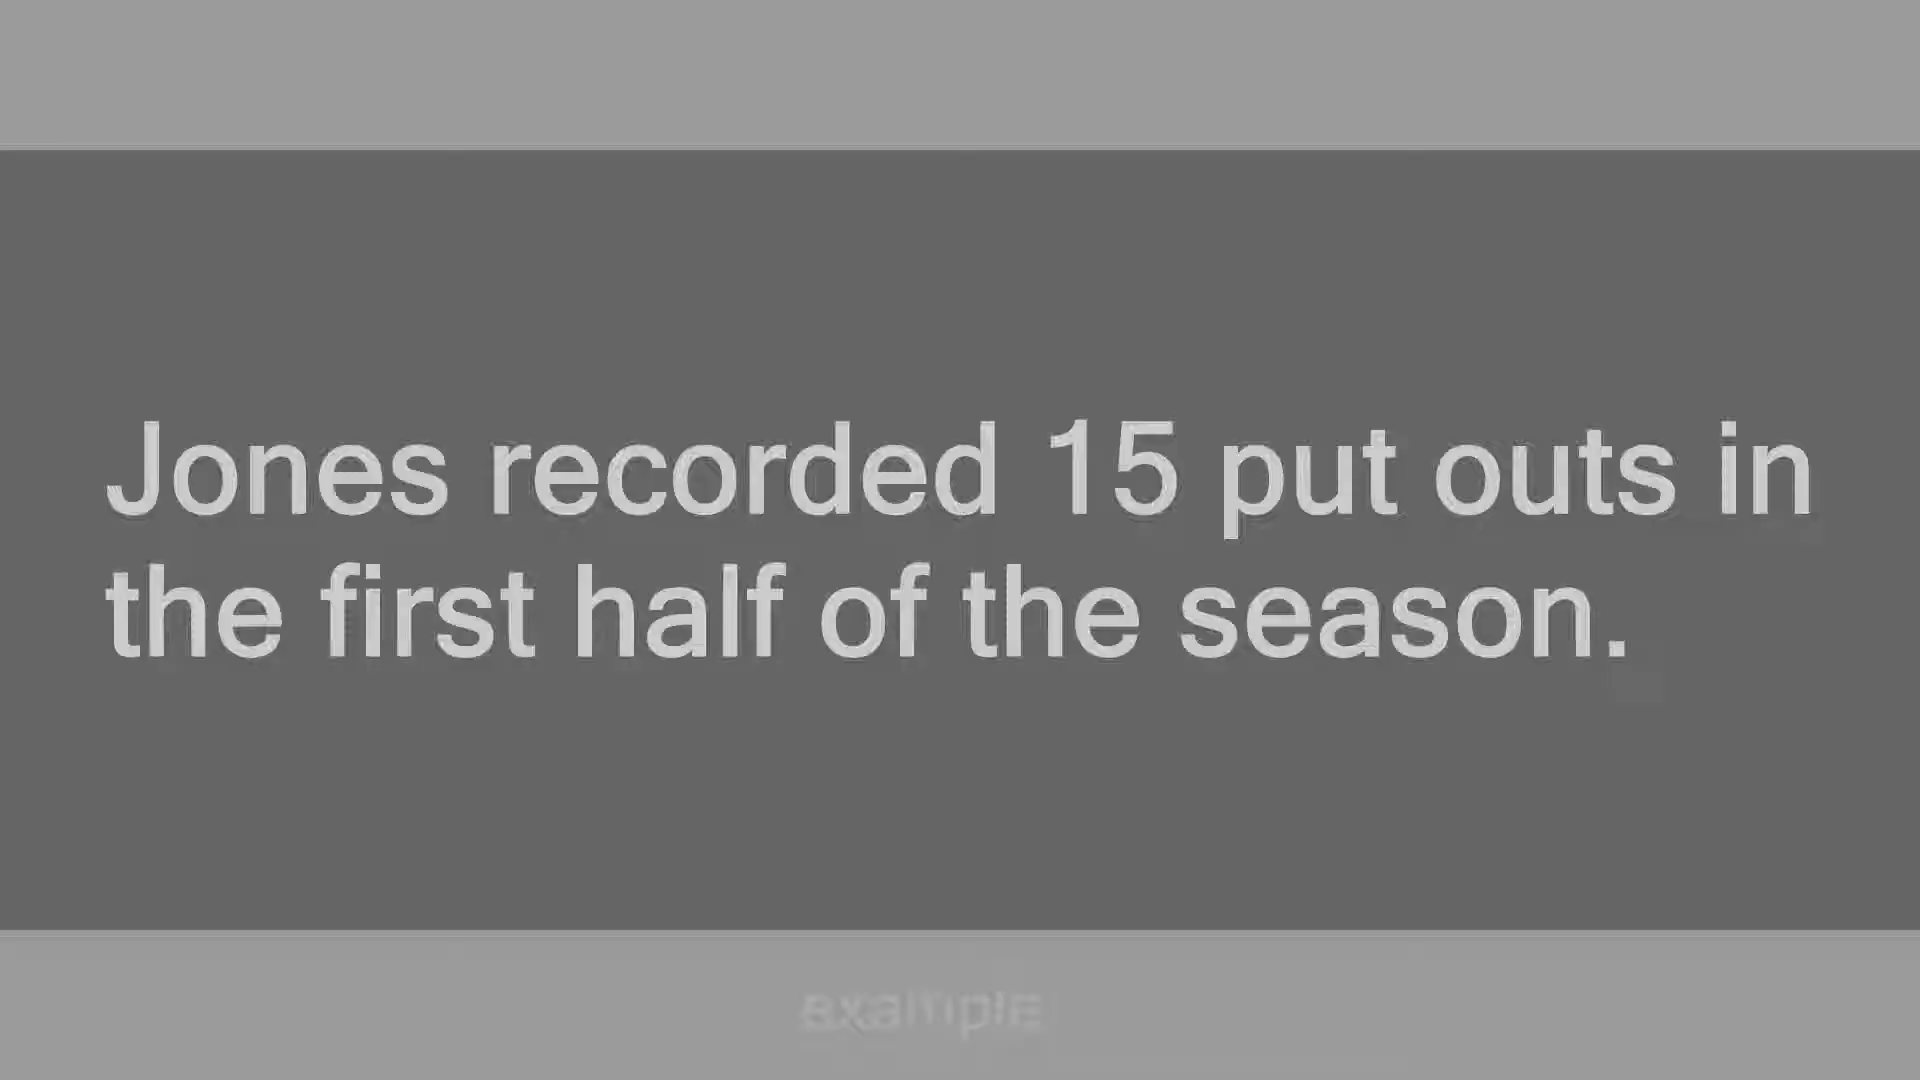 Jones recorded 15 put outs in
the first half of the season.
example